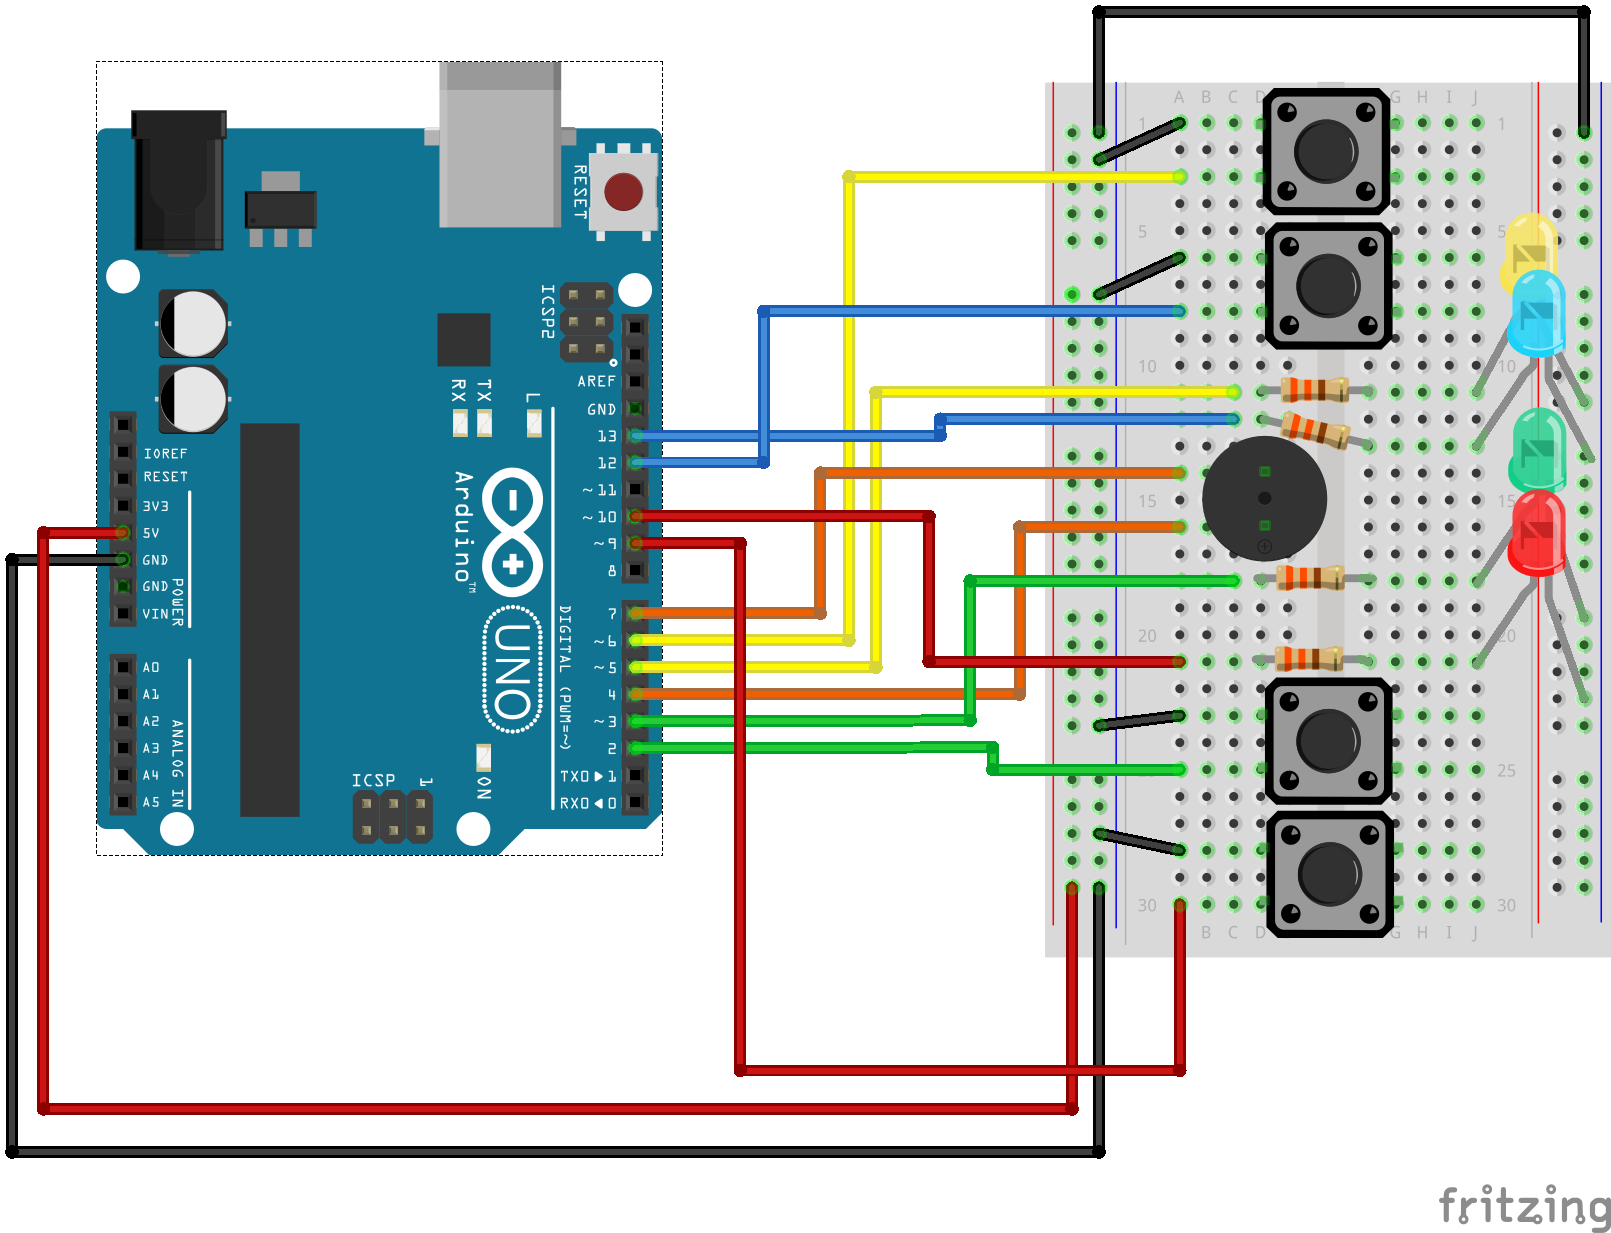 RESET
ICSP2
AREF
GND
13
12
~11
~10
~9
8
7
~6
~5
4
~3
2
TX0▶1
RX0◀0
DIGITAL (PWM=~)
RX
TX
L
Arduino™
UNO
ON
ICSP
1
IOREF
RESET
3V3
5V
GND
GND
VIN
POWER
A0
A1
A2
A3
A4
A5
ANALOG IN
A B C D G H I J
1 1
5 5
10 10
15 15
20 20
25 25
30 30
B C D G H I J
fritzing